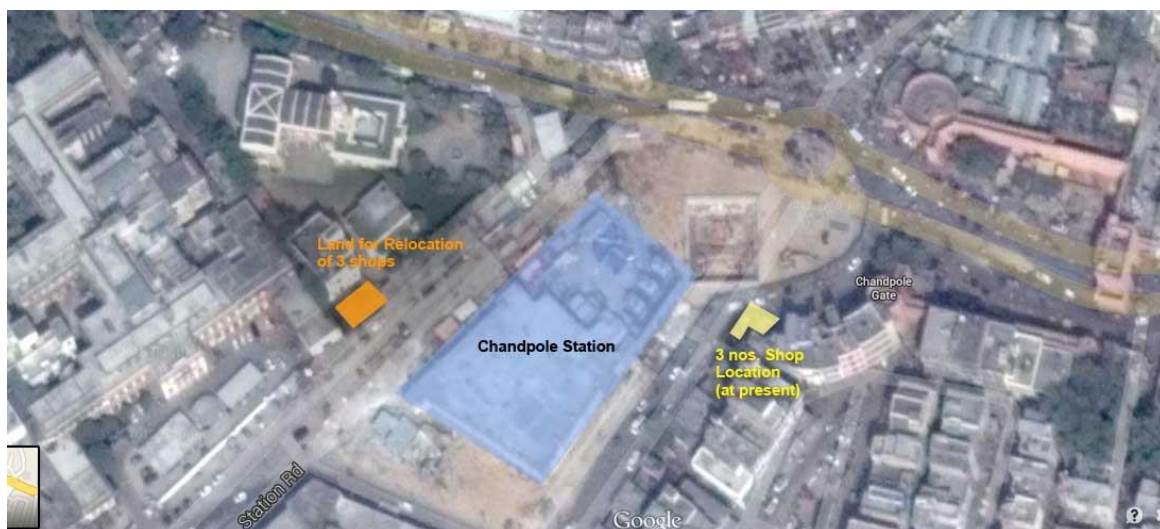 Land for Relocation
of 3 shops
Chandpole
Gate
Chandpole Station
3 nos. Shop
Location
(at present)
Station Rd
Google
?